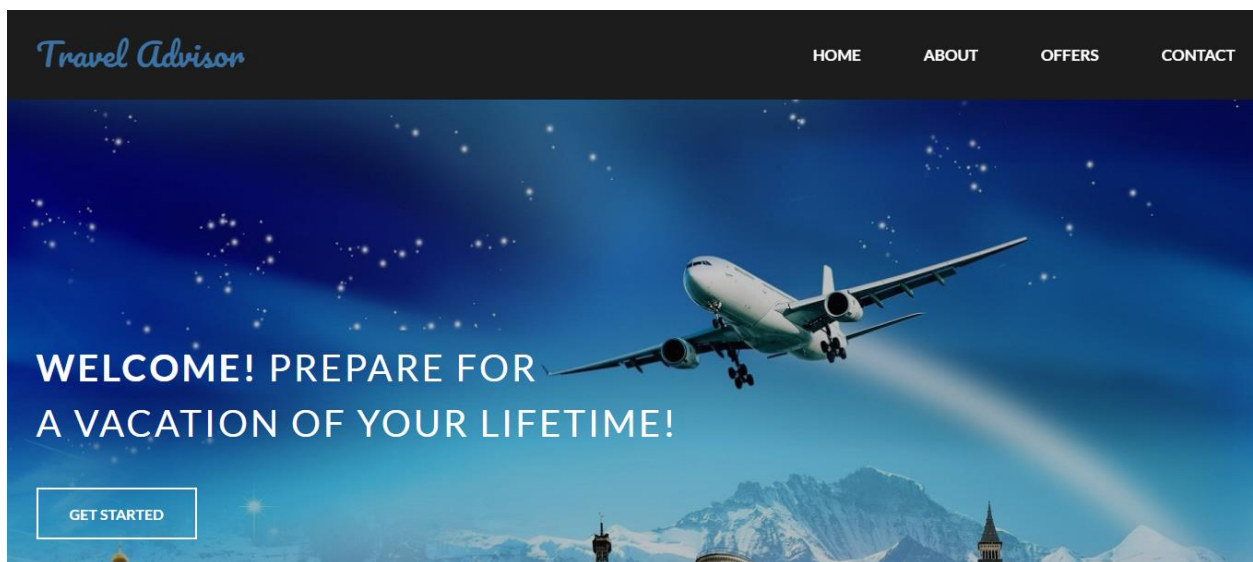 Travel Advisor
HOME ABOUT OFFERS CONTACT
WELCOME! PREPARE FOR
A VACATION OF YOUR LIFETIME!
GET STARTED